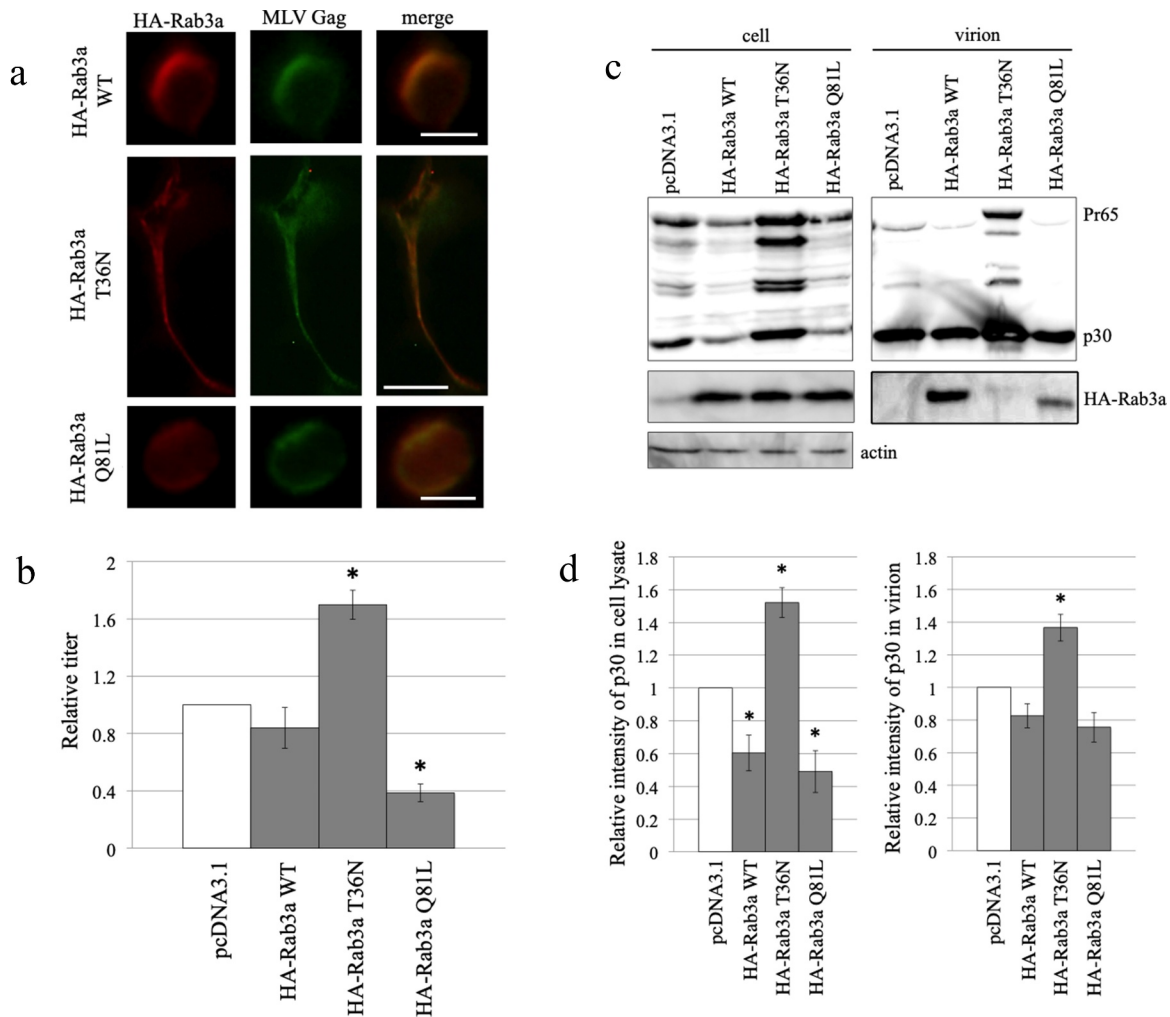 a
HA-Rab3a
MLV Gag
merge
HA-Rab3a
WT
HA-Rab3a
T36N
HA-Rab3a
Q81L
c
cell
virion
pcDNA3.1
HA-Rab3a WT
HA-Rab3a T36N
HA-Rab3a Q81L
pcDNA3.1
HA-Rab3a WT
HA-Rab3a T36N
HA-Rab3a Q81L
Pr65
p30
HA-Rab3a
actin
b
Relative titer
2
1.6
1.2
0.8
0.4
0
*
*
pcDNA3.1
HA-Rab3a WT
HA-Rab3a T36N
HA-Rab3a Q81L
d
Relative intensity of p30 in cell lysate
1.8
1.6
1.4
1.2
1
0.8
0.6
0.4
0.2
0
*
*
*
pcDNA3.1
HA-Rab3a WT
HA-Rab3a T36N
HA-Rab3a Q81L
Relative intensity of p30 in virion
1.8
1.6
1.4
1.2
1
0.8
0.6
0.4
0.2
0
*
pcDNA3.1
HA-Rab3a WT
HA-Rab3a T36N
HA-Rab3a Q81L